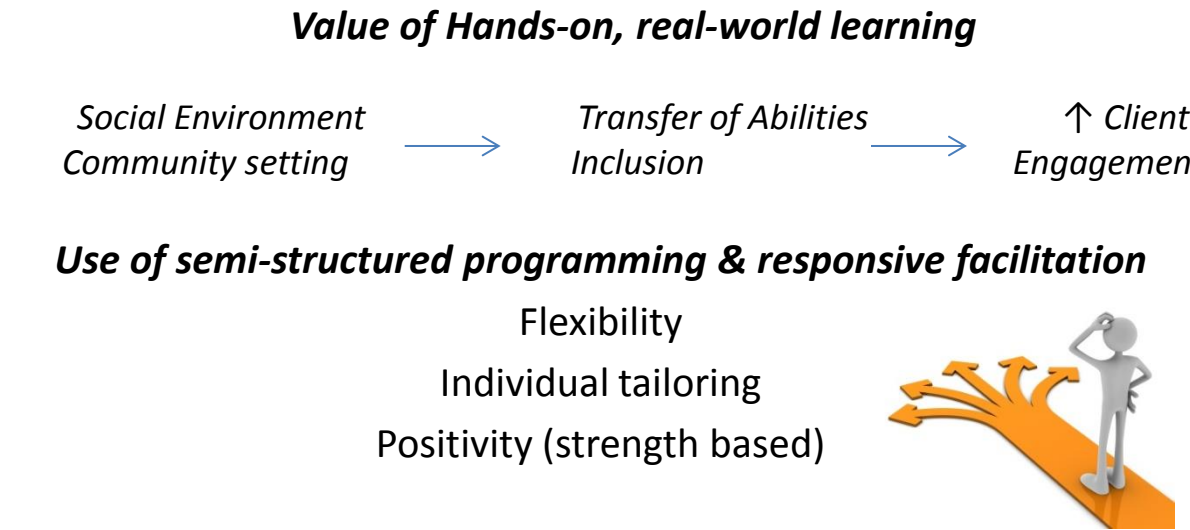 Value of Hands-on, real-world learning
Social Environment Transfer of Abilities ↑ Client
Community setting Inclusion Engagemen
Use of semi-structured programming & responsive facilitation
Flexibility
Individual tailoring
Positivity (strength based)